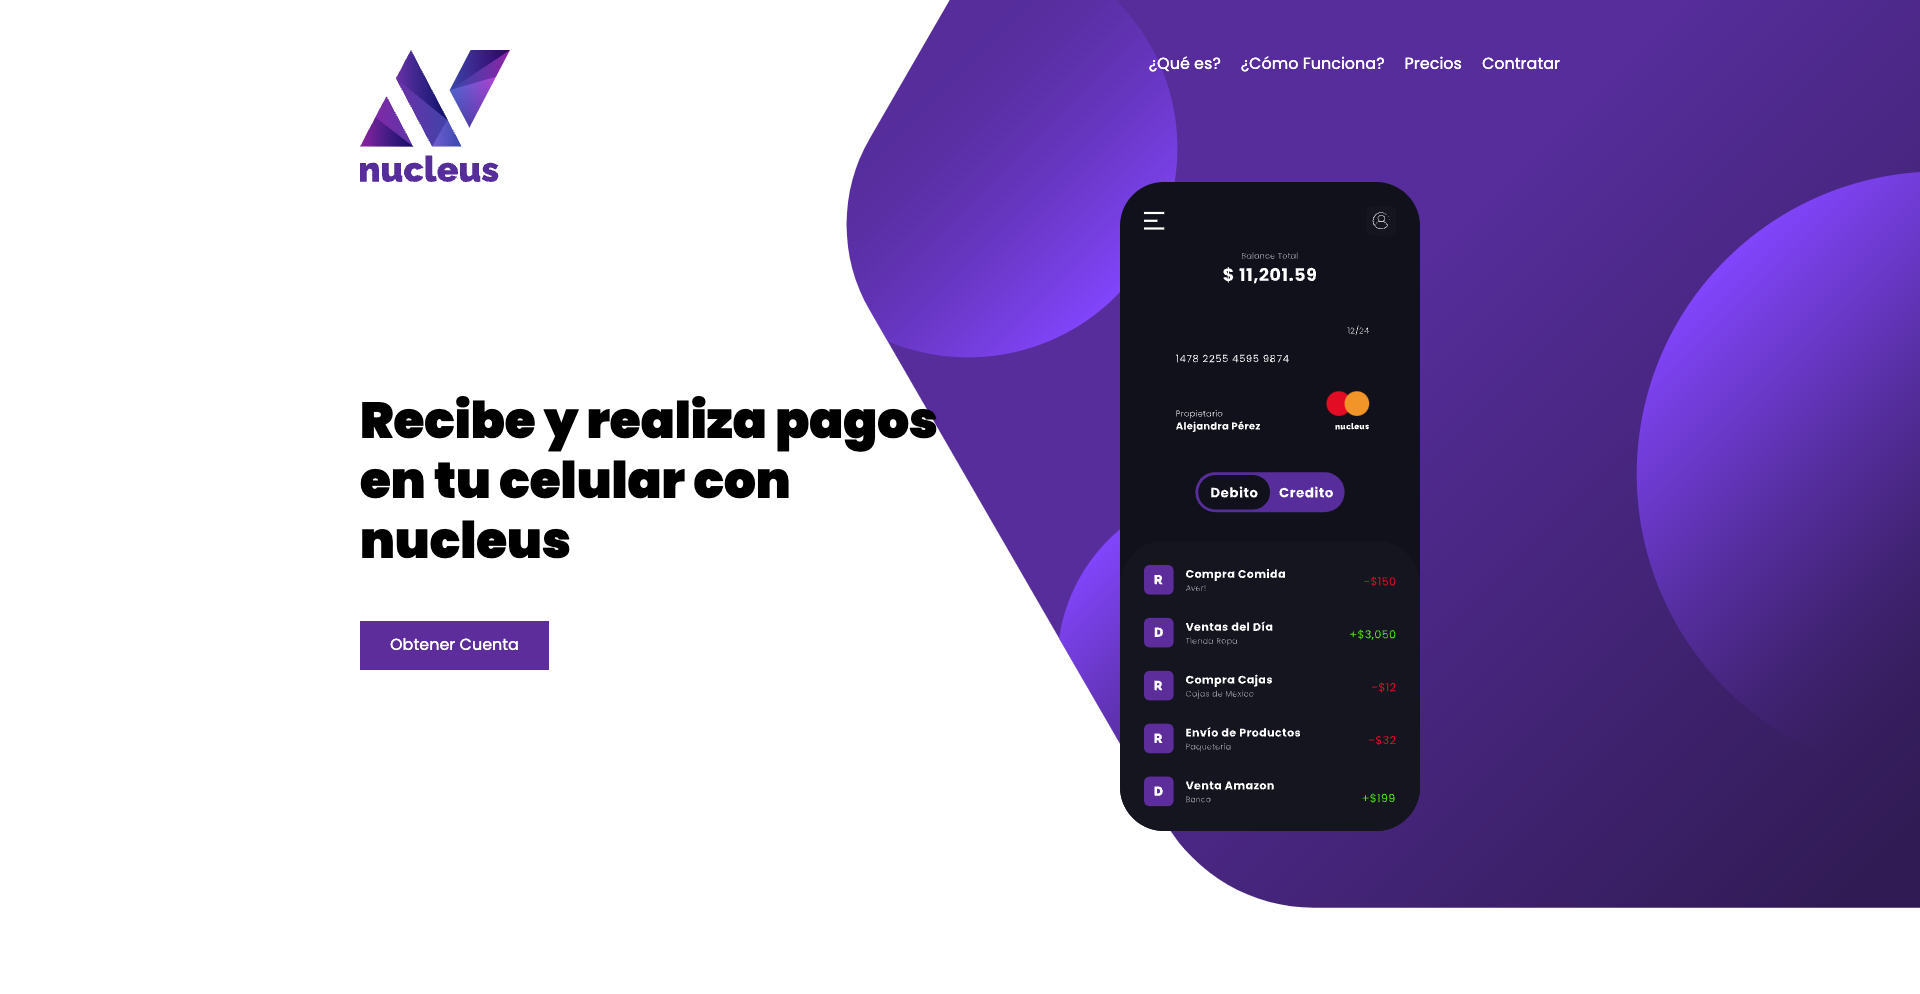 nucleus
¿Qué es? ¿Cómo Funciona? Precios Contratar
Recibe y realiza pagos
en tu celular con
nucleus
Obtener Cuenta
Balance Total
$ 11,201.59
12/24
1478 2255 4595 9874
Propietario
Alejandra Pérez
nucleus
Debito Credito
R Compra Comida -$150
Aver!
D Ventas del Día +$3,050
Tienda Ropa
R Compra Cajas -$12
Cajas de Mexico
R Envío de Productos -$32
Paqueteria
D Venta Amazon +$199
Banco